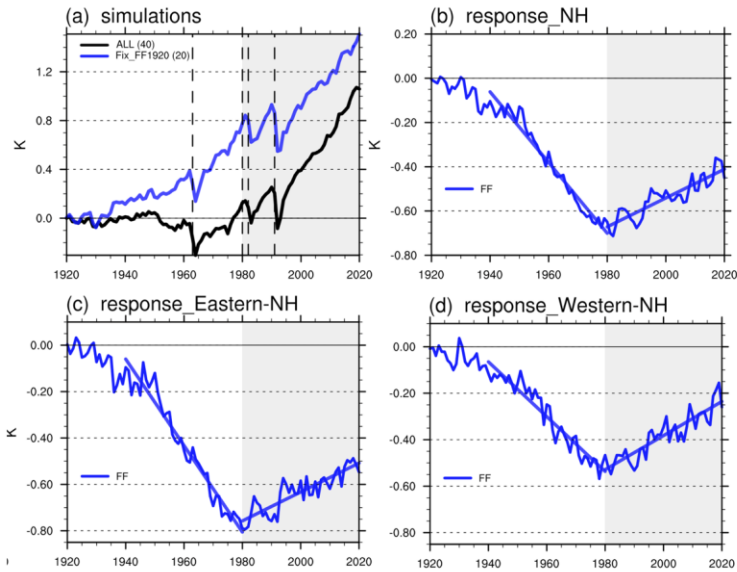 (a) simulations
ALL (40)
Fix_FF1920 (20)
K
1.2
0.8
0.4
0.0
1920 1940 1960 1980 2000 2020
(b) response_NH
K
0.00
-0.20
-0.40
-0.60
-0.80
FF
1920 1940 1960 1980 2000 2020
(c) response_Eastern-NH
K
0.00
-0.20
-0.40
-0.60
-0.80
FF
1920 1940 1960 1980 2000 2020
(d) response_Western-NH
0.00
-0.20
-0.40
-0.60
-0.80
FF
1920 1940 1960 1980 2000 2020